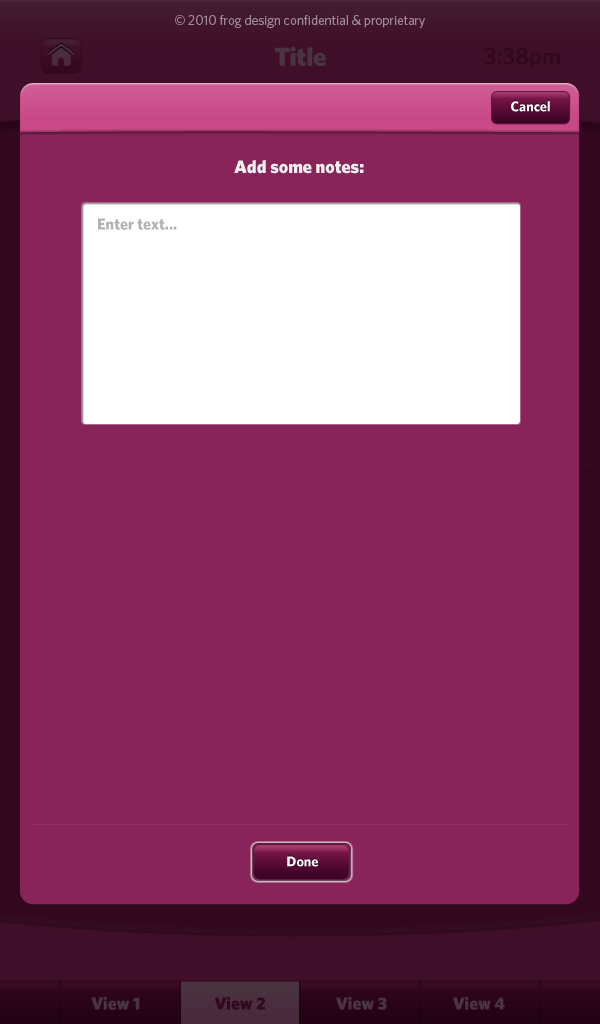 © 2010 frog design confidential & proprietary
Title
3:38pm
Cancel
Add some notes:
Enter text...
Done
View 1
View 2
View 3
View 4